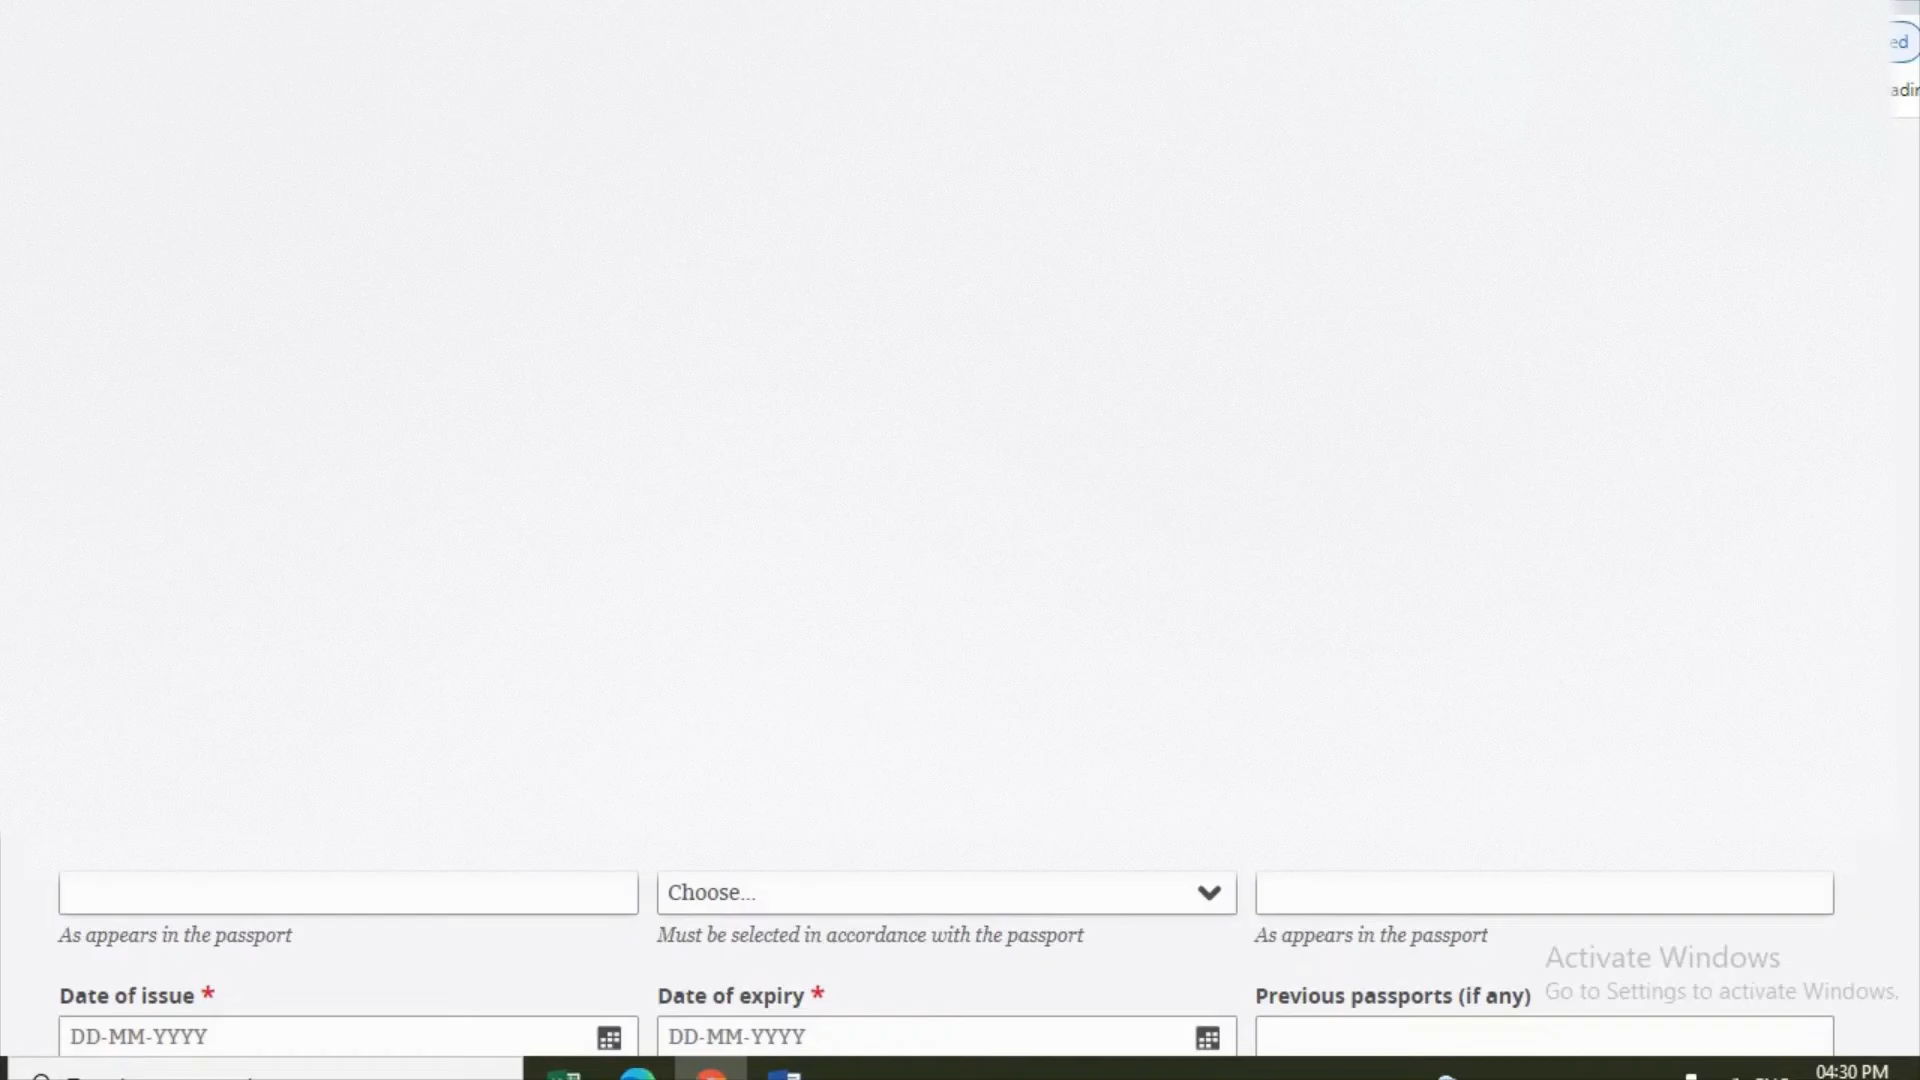 ed
adin
Choose...
As appears in the passport
Must be selected in accordance with the passport
As appears in the passport
Activate Windows
Go to Settings to activate Windows.
Date of issue *
Date of expiry *
Previous passports (if any)
DD-MM-YYYY
DD-MM-YYYY
04:30 PM